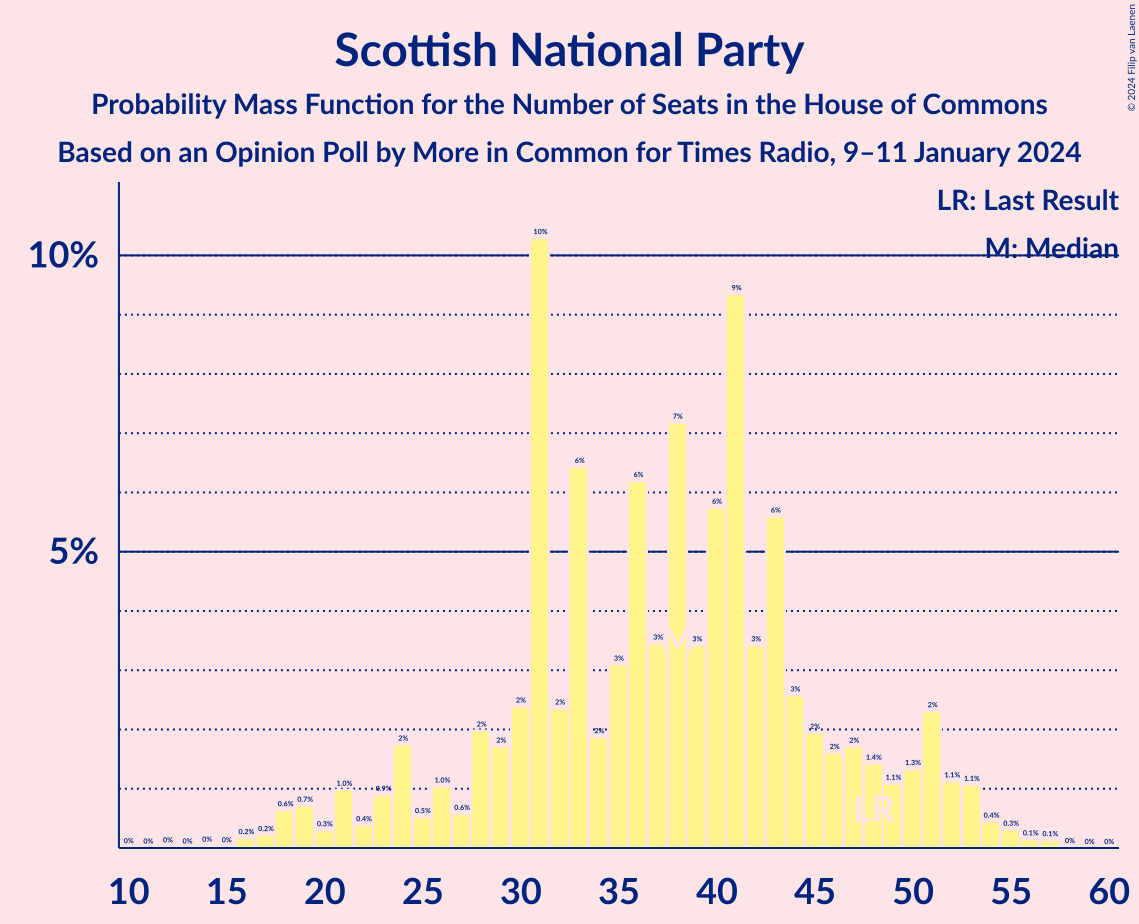 Scottish National Party
Probability Mass Function for the Number of Seats in the House of Commons
Based on an Opinion Poll by More in Common for Times Radio, 9–11 January 2024
© 2024 Filip van Laenen
LR: Last Result
M: Median
10%
5%
0% 0% 0% 0% 0% 0% 0.2% 0.2% 0.6% 0.7% 0.3% 1.0% 0.4% 0.9% 2% 0.5% 1.0% 0.6% 2% 2% 2% 10% 2% 6% 2% 3% 6% 3% 7% 3% 6% 9% 3% 6% 3% 2% 2% 2% 1.4% 1.1% 1.3% 2% 1.1% 1.1% 0.4% 0.3% 0.1% 0.1% 0% 0% 0%
M
LR
10 15 20 25 30 35 40 45 50 55 60